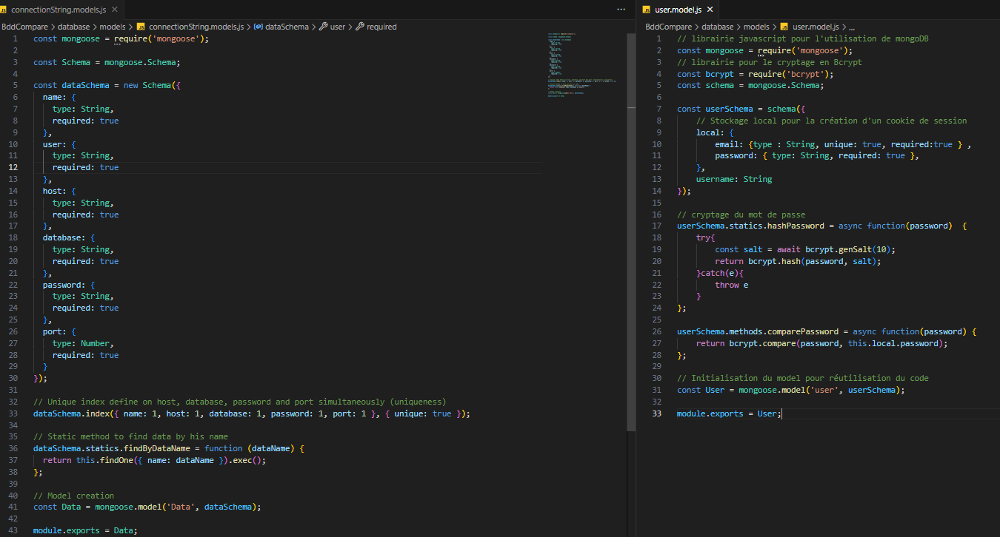 connectionString.models.js
BddCompare > database > models > connectionString.models.js > dataSchema > user > required
1 const mongoose = require('mongoose');
2
3 const Schema = mongoose.Schema;
4
5 const dataSchema = new Schema({
6 name: {
7 type: String,
8 required: true
9 },
10 user: {
11 type: String,
12 required: true
13 },
14 host: {
15 type: String,
16 required: true
17 },
18 database: {
19 type: String,
20 required: true
21 },
22 password: {
23 type: String,
24 required: true
25 },
26 port: {
27 type: Number,
28 required: true
29 }
30 });
31
32 // Unique index define on host, database, password and port simultaneously (uniqueness)
33 dataSchema.index({ name: 1, host: 1, database: 1, password: 1, port: 1 }, { unique: true });
34
35 // Static method to find data by his name
36 dataSchema.statics.findByDataName = function (dataName) {
37 return this.findOne({ name: dataName }).exec();
38 };
39
40 // Model creation
41 const Data = mongoose.model('Data', dataSchema);
42
43 module.exports = Data;
user.model.js
BddCompare > database > models > user.model.js > ...
1 // librairie javascript pour l'utilisation de mongoDB
2 const mongoose = require('mongoose');
3 // librairie pour le cryptage en Bcrypt
4 const bcrypt = require('bcrypt');
5 const schema = mongoose.Schema;
6
7 const userSchema = schema({
8 // Stockage local pour la création d'un cookie de session
9 local: {
10 email: {type : String, unique: true, required:true } ,
11 password: { type: String, required: true },
12 },
13 username: String
14 });
15
16 // cryptage du mot de passe
17 userSchema.statics.hashPassword = async function(password)  {
18 try{
19 const salt = await bcrypt.genSalt(10);
20 return bcrypt.hash(password, salt);
21 }catch(e){
22 throw e
23 }
24 };
25
26 userSchema.methods.comparePassword = async function(password) {
27 return bcrypt.compare(password, this.local.password);
28 };
29
30 // Initialisation du model pour réutilisation du code
31 const User = mongoose.model('user', userSchema);
32
33 module.exports = User;